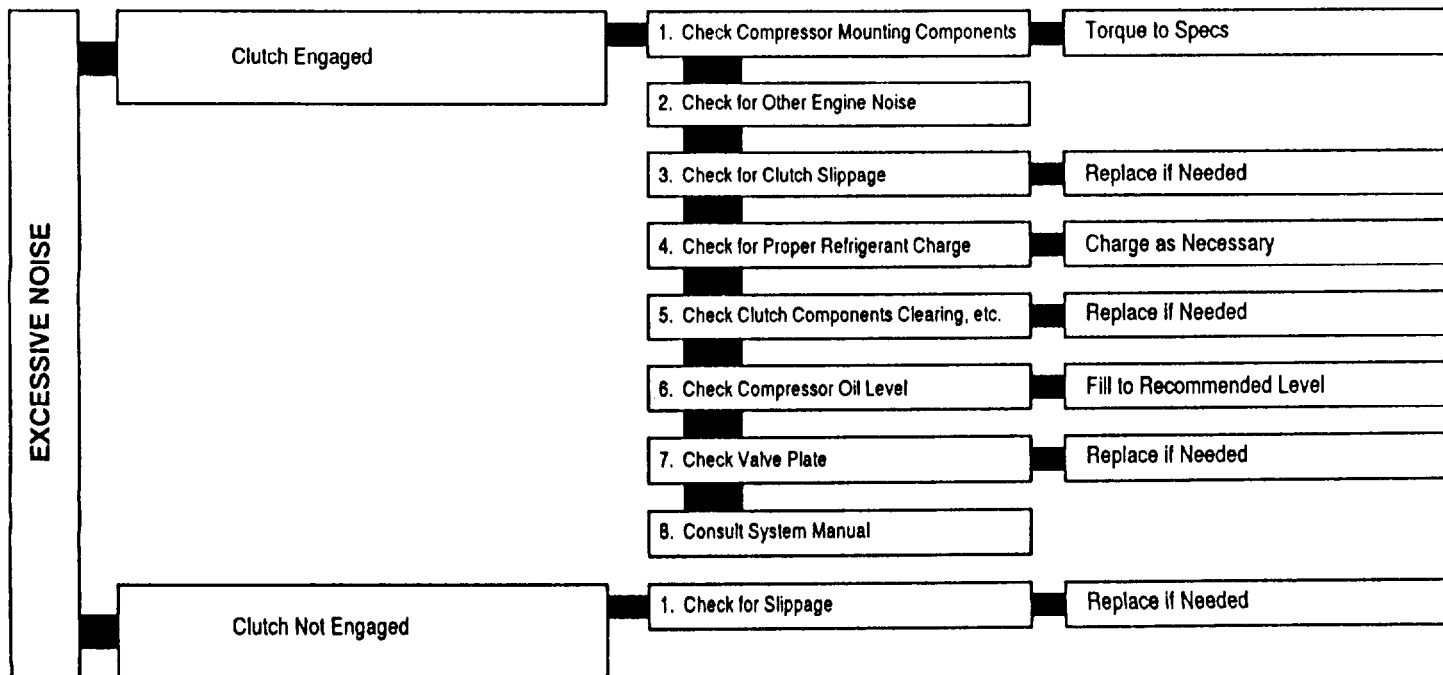 EXCESSIVE NOISE
Clutch Engaged
1. Check Compressor Mounting Components
Torque to Specs
2. Check for Other Engine Noise
3. Check for Clutch Slippage
Replace if Needed
4. Check for Proper Refrigerant Charge
Charge as Necessary
5. Check Clutch Components Clearing, etc.
Replace if Needed
6. Check Compressor Oil Level
Fill to Recommended Level
7. Check Valve Plate
Replace if Needed
8. Consult System Manual
Clutch Not Engaged
1. Check for Slippage
Replace if Needed